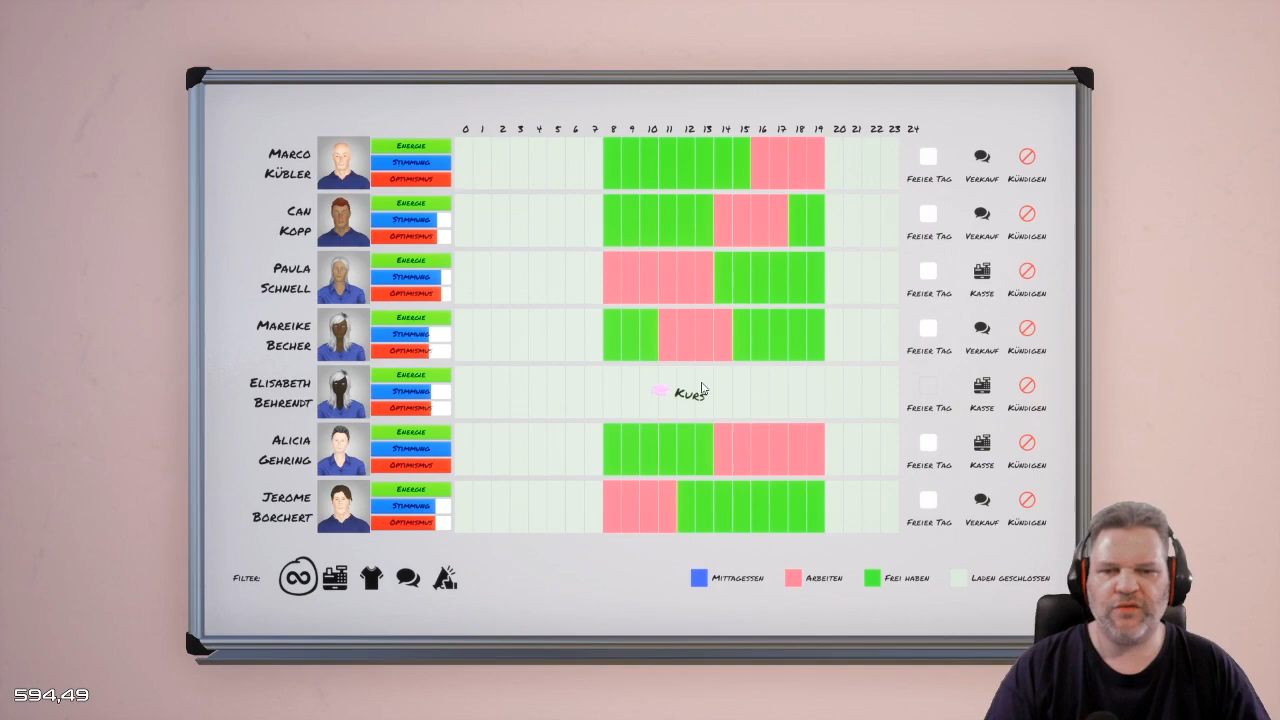 0 1 2 3 4 5 6 7 8 9 10 11 12 13 14 15 16 17 18 19 20 21 22 23 24
MARCO
KÜBLER
ENERGIE
STIMMUNG
OPTIMISMUS
FREIER TAG VERKAUF KÜNDIGEN
CAN
KOPP
ENERGIE
STIMMUNG
OPTIMISMUS
FREIER TAG VERKAUF KÜNDIGEN
PAULA
SCHNELL
ENERGIE
STIMMUNG
OPTIMISMUS
FREIER TAG KASSE KÜNDIGEN
MAREIKE
BECHER
ENERGIE
STIMMUNG
OPTIMISMUS
FREIER TAG VERKAUF KÜNDIGEN
ELISABETH
BEHRENDT
ENERGIE
STIMMUNG
OPTIMISMUS
KURS
FREIER TAG KASSE KÜNDIGEN
ALICIA
GEHRING
ENERGIE
STIMMUNG
OPTIMISMUS
FREIER TAG KASSE KÜNDIGEN
JEROME
BORCHERT
ENERGIE
STIMMUNG
OPTIMISMUS
FREIER TAG VERKAUF KÜNDIGEN
FILTER: MITTAGESSEN ARBEITEN FREI HABEN LADEN GESCHLOSSEN
594,49